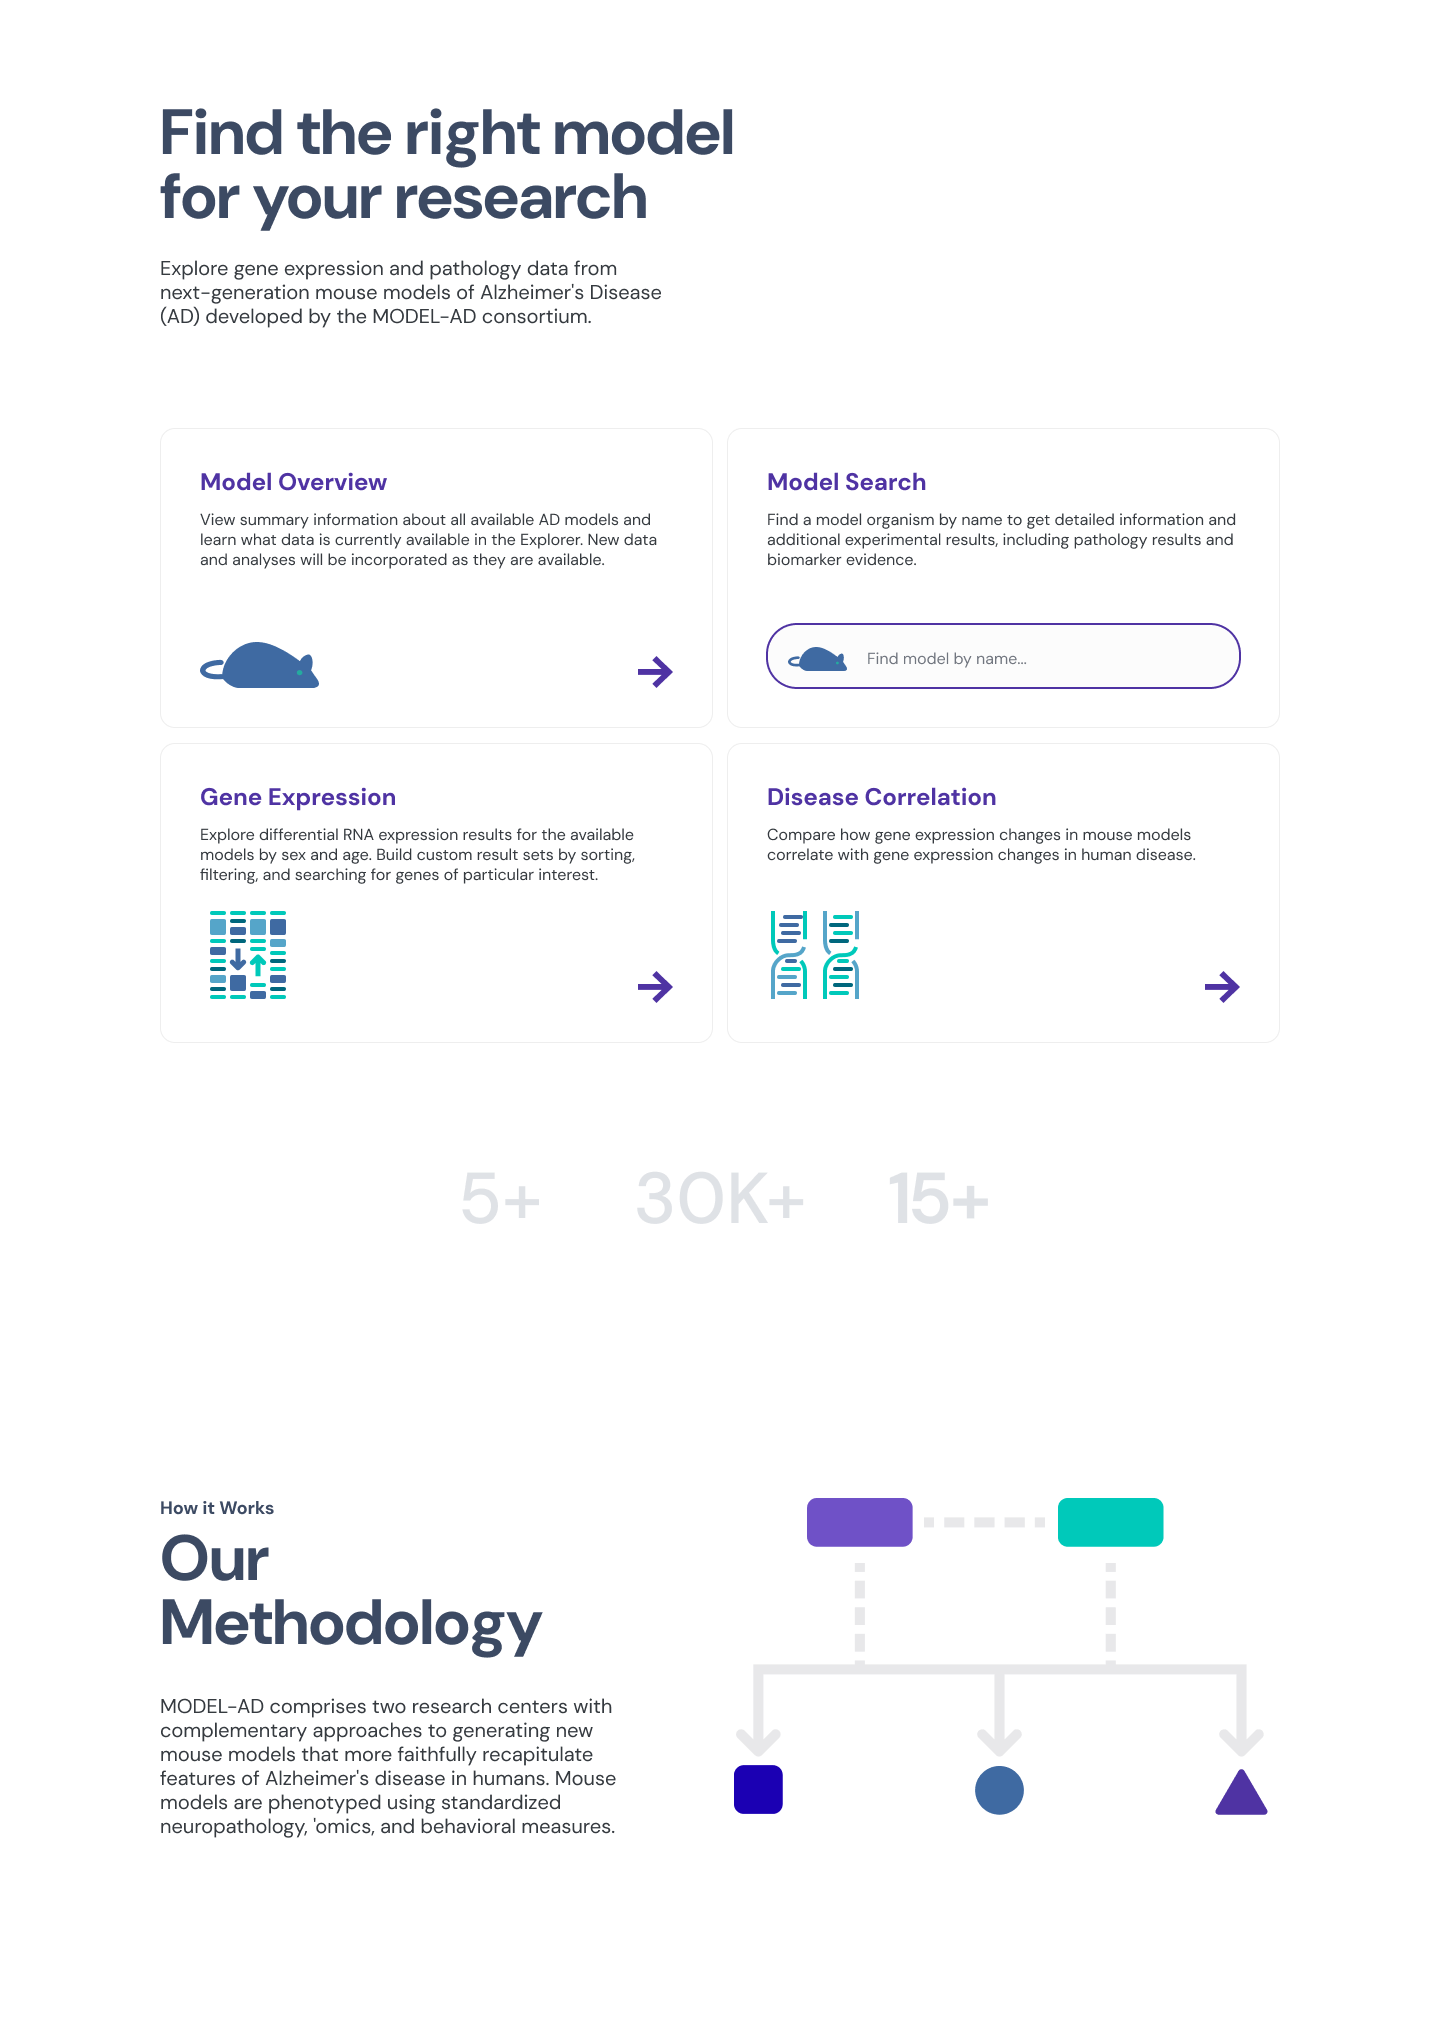 Find the right model
for your research
Explore gene expression and pathology data from
next-generation mouse models of Alzheimer's Disease
(AD) developed by the MODEL-AD consortium.
Model Overview
View summary information about all available AD models and
learn what data is currently available in the Explorer. New data
and analyses will be incorporated as they are available.
Model Search
Find a model organism by name to get detailed information and
additional experimental results, including pathology results and
biomarker evidence.
Find model by name...
Gene Expression
Explore differential RNA expression results for the available
models by sex and age. Build custom result sets by sorting,
filtering, and searching for genes of particular interest.
Disease Correlation
Compare how gene expression changes in mouse models
correlate with gene expression changes in human disease.
5+ 30K+ 15+
How it Works
Our
Methodology
MODEL-AD comprises two research centers with
complementary approaches to generating new
mouse models that more faithfully recapitulate
features of Alzheimer's disease in humans. Mouse
models are phenotyped using standardized
neuropathology, 'omics, and behavioral measures.